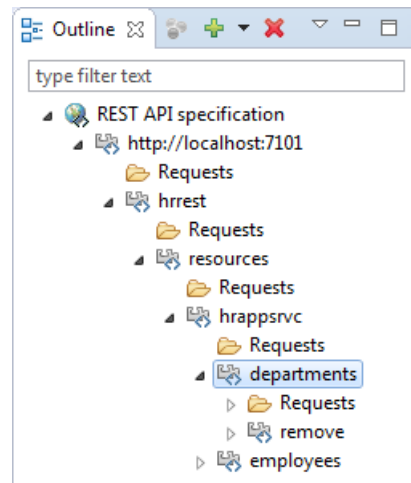 Outline
type filter text
REST API specification
http://localhost:7101
Requests
hrrest
Requests
resources
Requests
hrappsrvc
Requests
departments
Requests
remove
employees